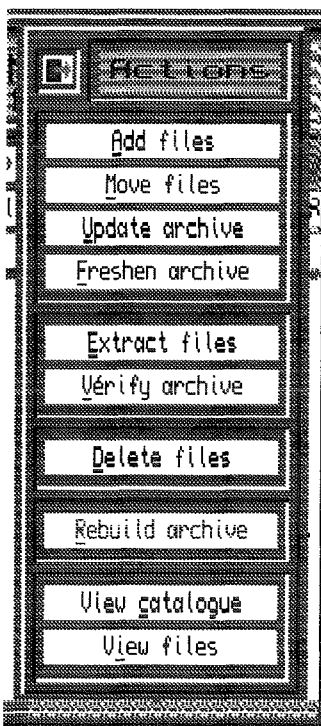 Actions
Add files
Move files
Update archive
Freshen archive
Extract files
Vérify archive
Delete files
Rebuild archive
View catalogue
View files